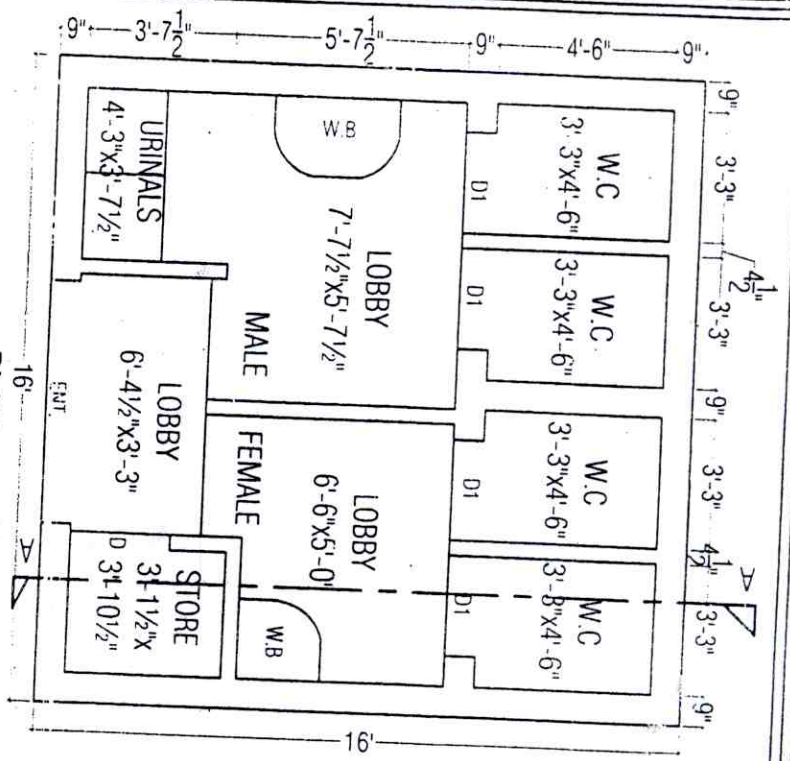 9"
3'-7½"
5'-7½"
9"
4'-6"
9"
9"
3'-3"
4½"
3'-3"
9"
3'-3"
4½"
3'-3"
9"
W.C
3'-3"x4'-6"
D1
W.C
3'-3"x4'-6"
D1
W.C
3'-3"x4'-6"
D1
W.C
3'-3"x4'-6"
D1
W.B
LOBBY
7'-7½"x5'-7½"
MALE
URINALS
4'-3"x3'-7½"
LOBBY
6'-6"x5'-0"
FEMALE
W.B
LOBBY
6'-4½"x3'-3"
ENT.
STORE
3'-1½"x
3'-10½"
D
A
A
16'
16'